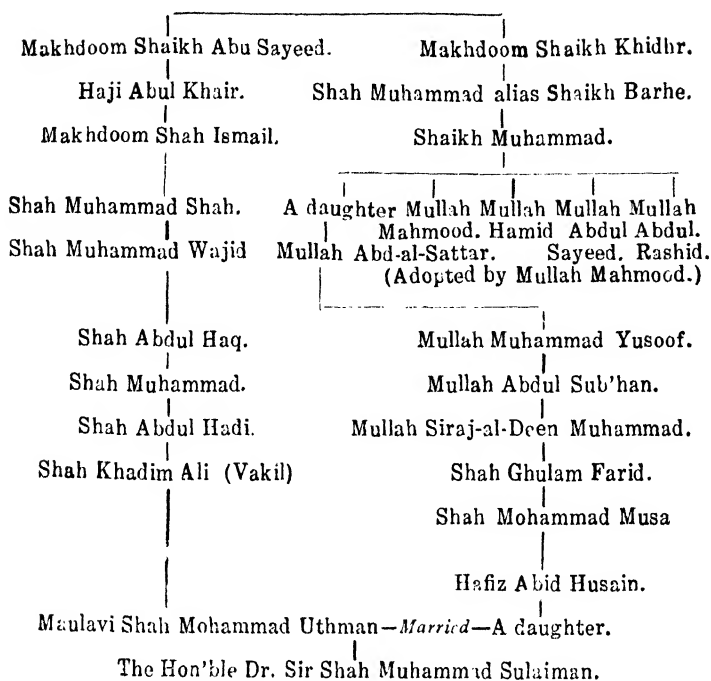 Makhdoom Shaikh Abu Sayeed. Makhdoom Shaikh Khidhr.
Haji Abul Khair. Shah Muhammad alias Shaikh Barhe.
Makhdoom Shah Ismail. Shaikh Muhammad.
Shah Muhammad Shah. A daughter Mullah Mullah Mullah Mullah
Mahmood. Hamid Abdul Abdul.
Shah Muhammad Wajid Mullah Abd-al-Sattar. Sayeed. Rashid.
(Adopted by Mullah Mahmood.)
Shah Abdul Haq. Mullah Muhammad Yusoof.
Shah Muhammad. Mullah Abdul Sub'han.
Shah Abdul Hadi. Mullah Siraj-al-Deen Muhammad.
Shah Khadim Ali (Vakil) Shah Ghulam Farid.
Shah Mohammad Musa
Hafiz Abid Husain.
Maulavi Shah Mohammad Uthman—Married—A daughter.
The Hon'ble Dr. Sir Shah Muhammad Sulaiman.